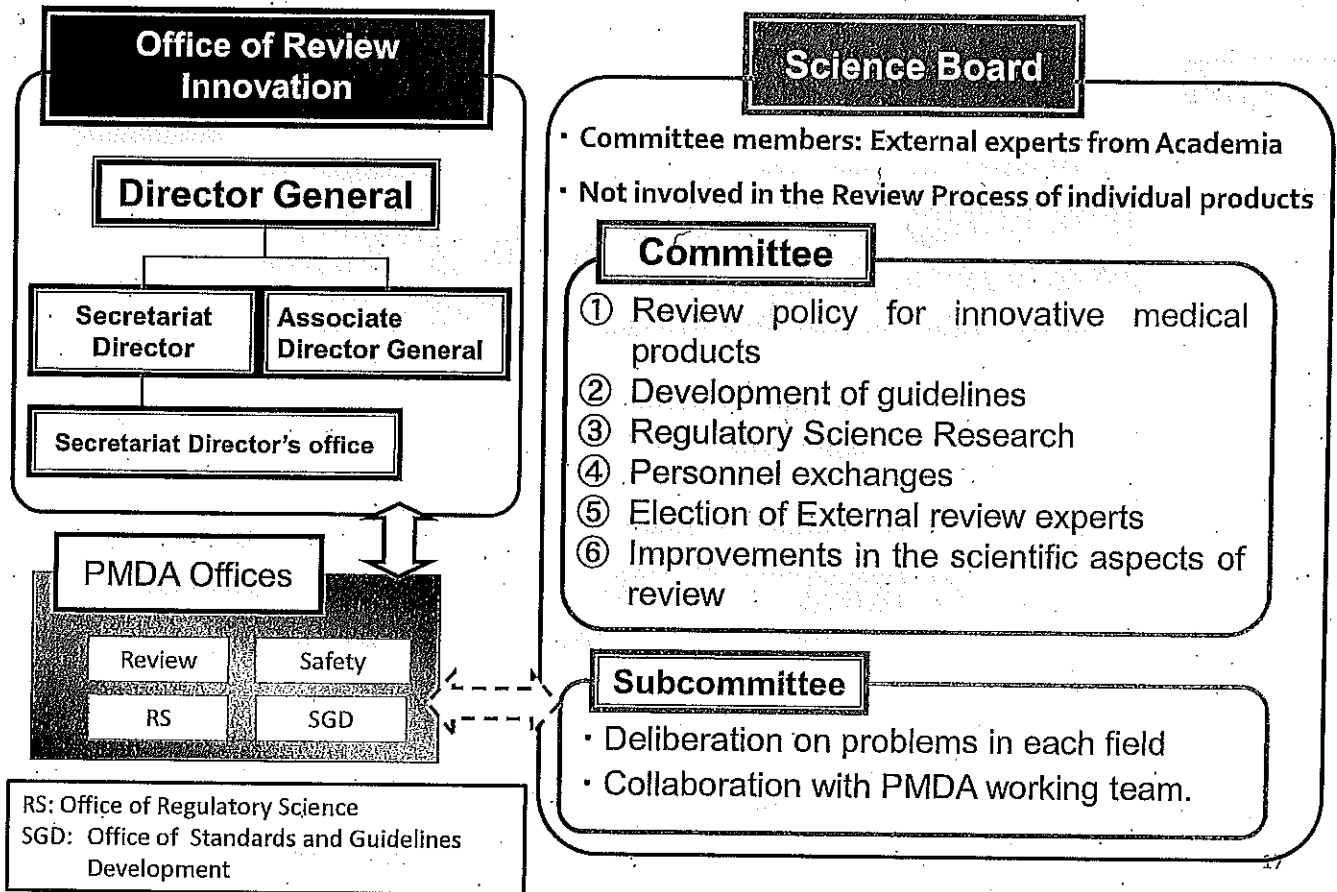 Office of Review
Innovation
Director General
Secretariat
Director
Associate
Director General
Secretariat Director's office
PMDA Offices
Review
Safety
RS
SGD
RS: Office of Regulatory Science
SGD: Office of Standards and Guidelines
Development
Science Board
・Committee members: External experts from Academia
・Not involved in the Review Process of individual products
Committee
① Review policy for innovative medical
products
② Development of guidelines
③ Regulatory Science Research
④ Personnel exchanges
⑤ Election of External review experts
⑥ Improvements in the scientific aspects of
review
Subcommittee
・Deliberation on problems in each field
・Collaboration with PMDA working team.
17